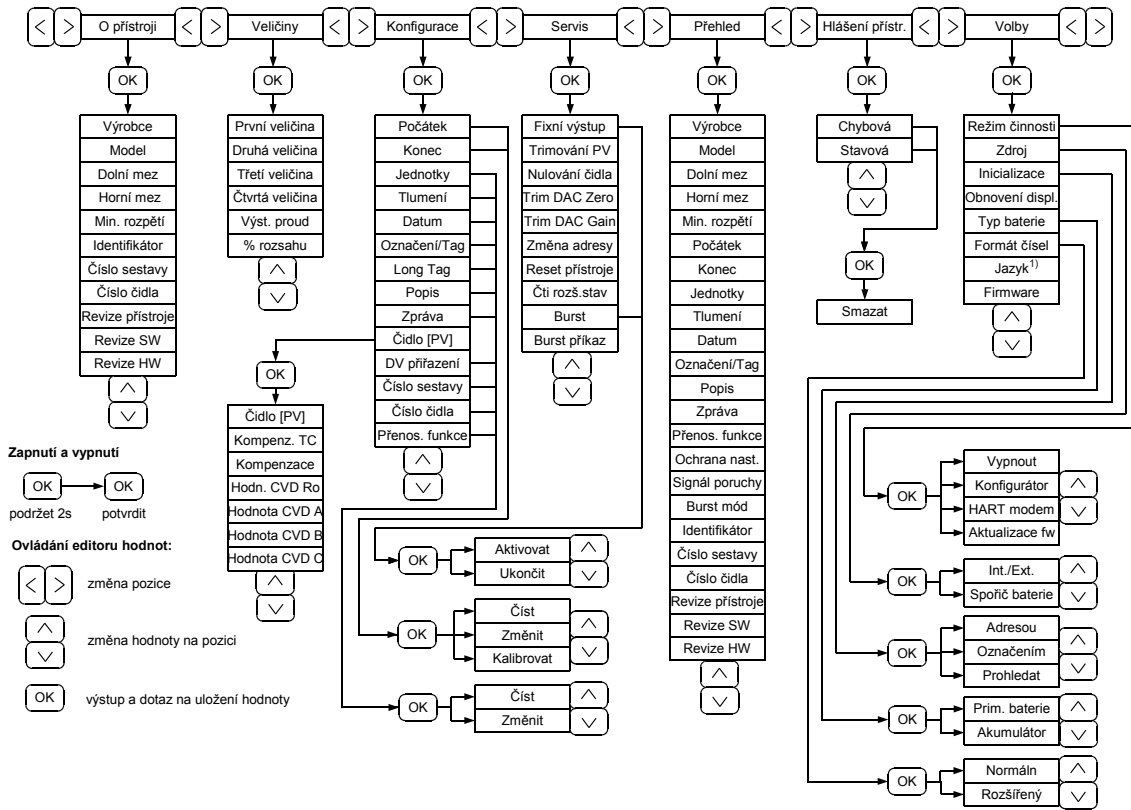 < > O přístroji < > Veličiny < > Konfigurace < > Servis < > Přehled < > Hlášení přístr. < > Volby < >
OK OK OK OK OK OK OK
Výrobce
Model
Dolní mez
Horní mez
Min. rozpětí
Identifikátor
Číslo sestavy
Číslo čidla
Revize přístroje
Revize SW
Revize HW
První veličina
Druhá veličina
Třetí veličina
Čtvrtá veličina
Výst. proud
% rozsahu
Počátek
Konec
Jednotky
Tlumení
Datum
Označení/Tag
Long Tag
Popis
Zpráva
Čidlo [PV]
DV přiřazení
Číslo sestavy
Číslo čidla
Přenos. funkce
OK
Čidlo [PV]
Kompenz. TC
Kompenzace
Hodn. CVD Ro
Hodnota CVD A
Hodnota CVD B
Hodnota CVD C
Fixní výstup
Trimování PV
Nulování čidla
Trim DAC Zero
Trim DAC Gain
Změna adresy
Reset přístroje
Čti rozš.stav
Burst
Burst příkaz
OK
Aktivovat
Ukončit
OK
Číst
Změnit
Kalibrovat
OK
Číst
Změnit
Výrobce
Model
Dolní mez
Horní mez
Min. rozpětí
Počátek
Konec
Jednotky
Tlumení
Datum
Označení/Tag
Popis
Zpráva
Přenos. funkce
Ochrana nast.
Signál poruchy
Burst mód
Identifikátor
Číslo sestavy
Číslo čidla
Revize přístroje
Revize SW
Revize HW
Chybová
Stavová
OK
Smazat
Režim činnosti
Zdroj
Inicializace
Obnovení displ.
Typ baterie
Formát čísel
Jazyk1)
Firmware
OK
Vypnout
Konfigurátor
HART modem
Aktualizace fw
OK
Int./Ext.
Spořič baterie
OK
Adresou
Označením
Prohledat
OK
Prim. baterie
Akumulátor
OK
Normáln
Rozšířený
Zapnutí a vypnutí
OK OK
podržet 2s potvrdit
Ovládání editoru hodnot:
< > změna pozice
změna hodnoty na pozici
OK výstup a dotaz na uložení hodnoty